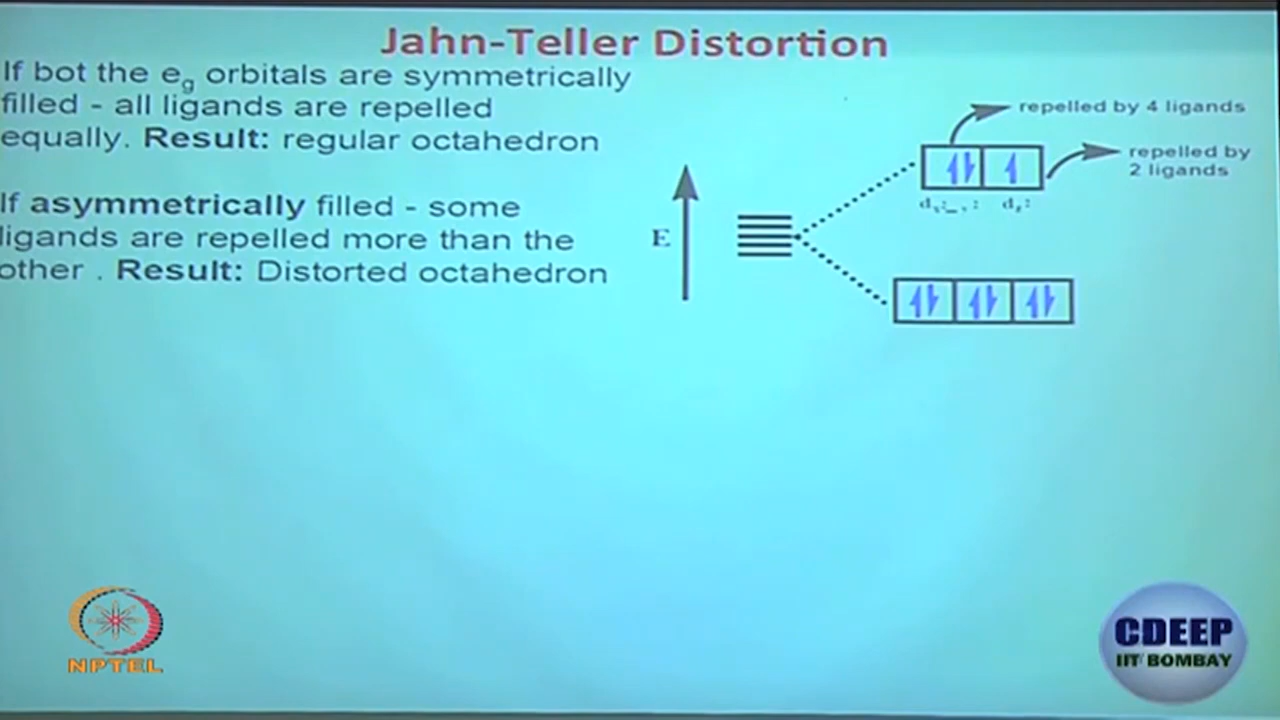 Jahn-Teller Distortion
If bot the eg orbitals are symmetrically
filled - all ligands are repelled
equally. Result: regular octahedron
If asymmetrically filled - some
ligands are repelled more than the
other . Result: Distorted octahedron
repelled by 4 ligands
repelled by
2 ligands
E
NPTEL
CDEEP
IIT BOMBAY